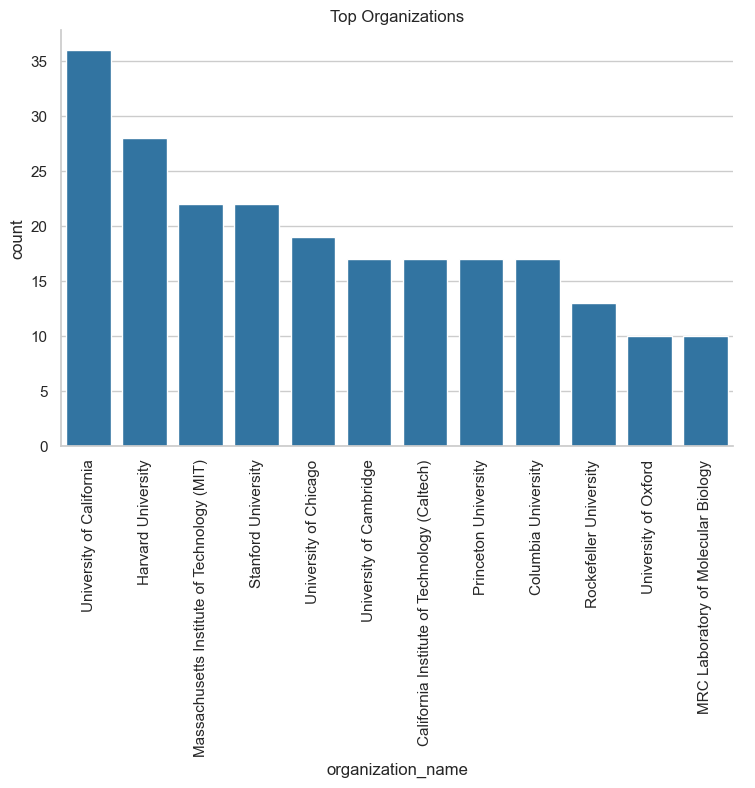 Top Organizations
count
35
30
25
20
15
10
5
0
University of California
Harvard University
Massachusetts Institute of Technology (MIT)
Stanford University
University of Chicago
University of Cambridge
California Institute of Technology (Caltech)
Princeton University
Columbia University
Rockefeller University
University of Oxford
MRC Laboratory of Molecular Biology
organization_name